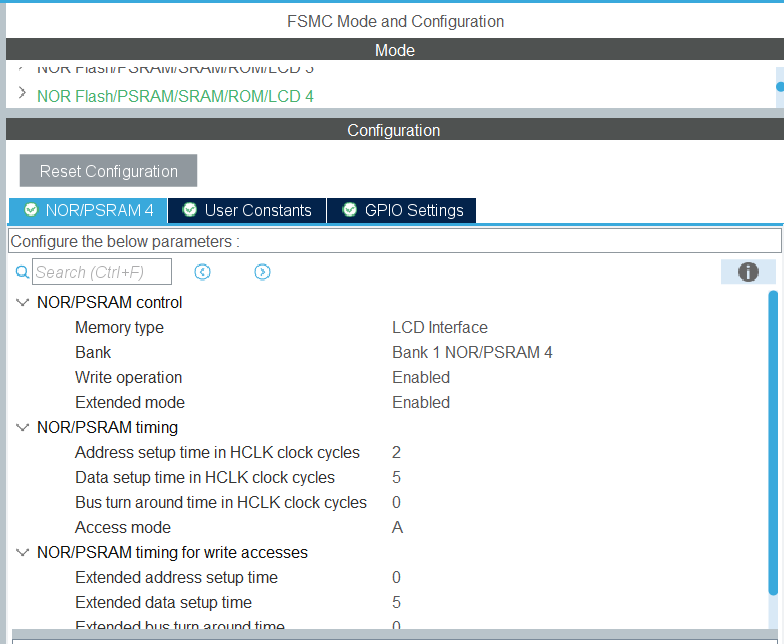 FSMC Mode and Configuration
Mode
NOR Flash/PSRAM/SRAM/ROM/LCD 3
NOR Flash/PSRAM/SRAM/ROM/LCD 4
Configuration
Reset Configuration
NOR/PSRAM 4 User Constants GPIO Settings
Configure the below parameters :
Search (Ctrl+F)
NOR/PSRAM control
Memory type LCD Interface
Bank Bank 1 NOR/PSRAM 4
Write operation Enabled
Extended mode Enabled
NOR/PSRAM timing
Address setup time in HCLK clock cycles 2
Data setup time in HCLK clock cycles 5
Bus turn around time in HCLK clock cycles 0
Access mode A
NOR/PSRAM timing for write accesses
Extended address setup time 0
Extended data setup time 5
Extended bus turn around time 0